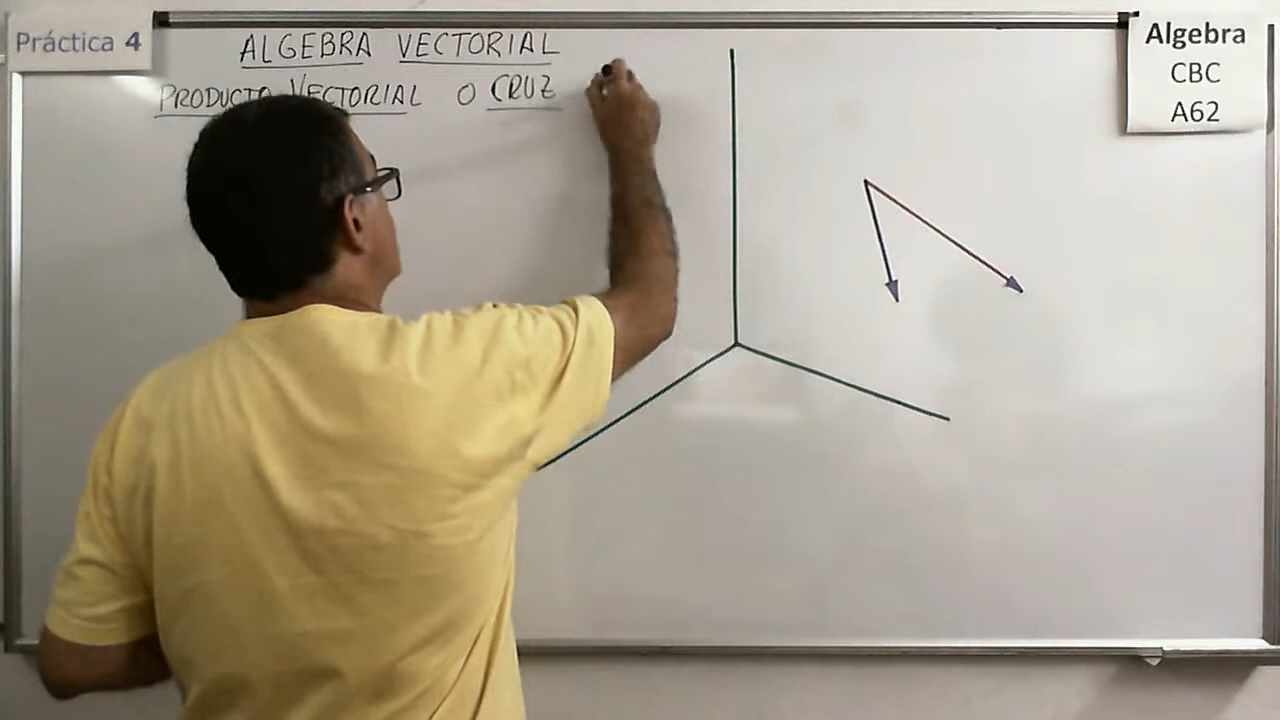 Práctica 4
ALGEBRA VECTORIAL
PRODUCTO VECTORIAL O CRUZ
Algebra
CBC
A62